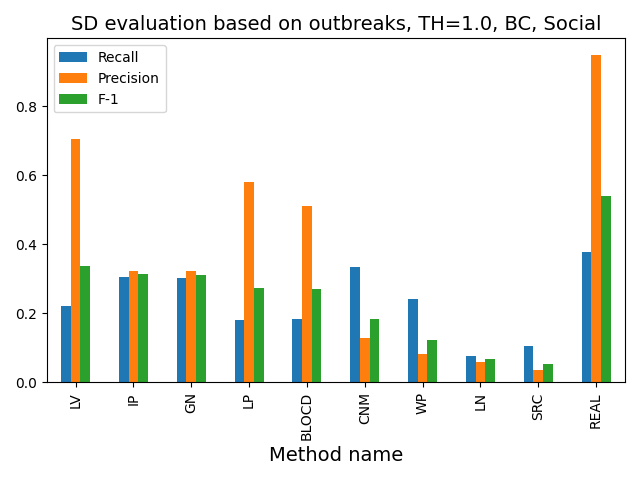 SD evaluation based on outbreaks, TH=1.0, BC, Social
Recall
Precision
F-1
0.8
0.6
0.4
0.2
0.0
LV
IP
GN
LP
BLOCD
CNM
WP
LN
SRC
REAL
Method name